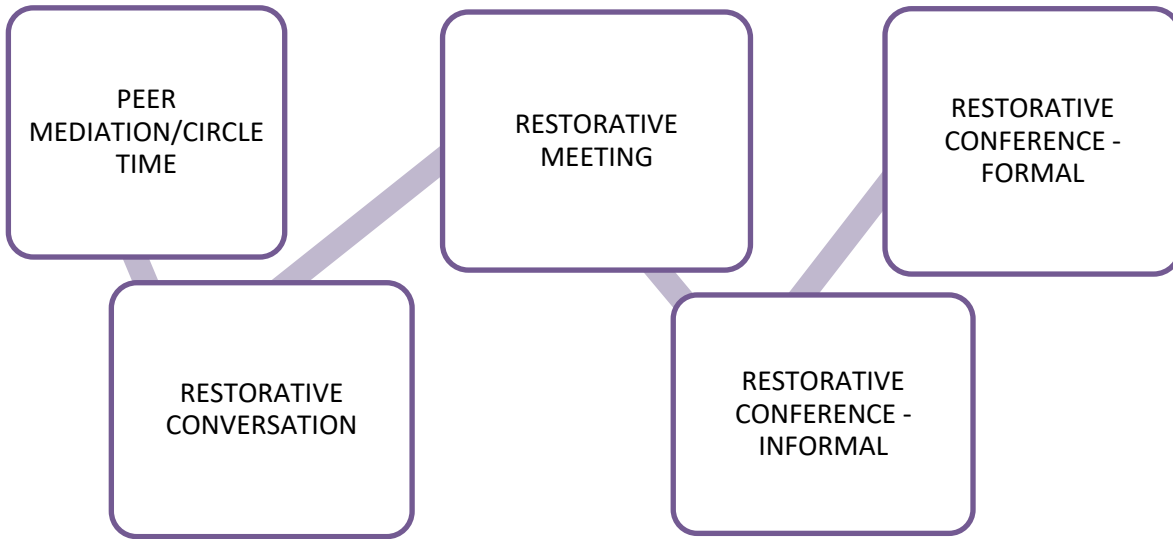 PEER
MEDIATION/CIRCLE
TIME
RESTORATIVE
CONVERSATION
RESTORATIVE
MEETING
RESTORATIVE
CONFERENCE -
INFORMAL
RESTORATIVE
CONFERENCE -
FORMAL